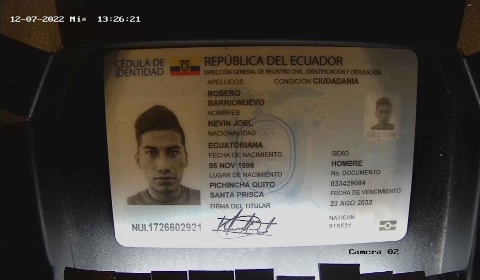 12-07-2022 Mié 13:26:21
CÉDULA DE IDENTIDAD
REPÚBLICA DEL ECUADOR
DIRECCIÓN GENERAL DE REGISTRO CIVIL, IDENTIFICACIÓN Y CEDULACIÓN
APELLIDOS
CONDICIÓN CIUDADANÍA
ROSERO
BARRIONUEVO
NOMBRES
KEVIN JOEL
NACIONALIDAD
ECUATORIANA
FECHA DE NACIMIENTO
05 NOV 1998
LUGAR DE NACIMIENTO
PICHINCHA QUITO
SANTA PRISCA
FIRMA DEL TITULAR
SEXO
HOMBRE
No. DOCUMENTO
033429084
FECHA DE VENCIMIENTO
23 AGO 2032
NAT/CAN
NUI.1726602921
Camera 02